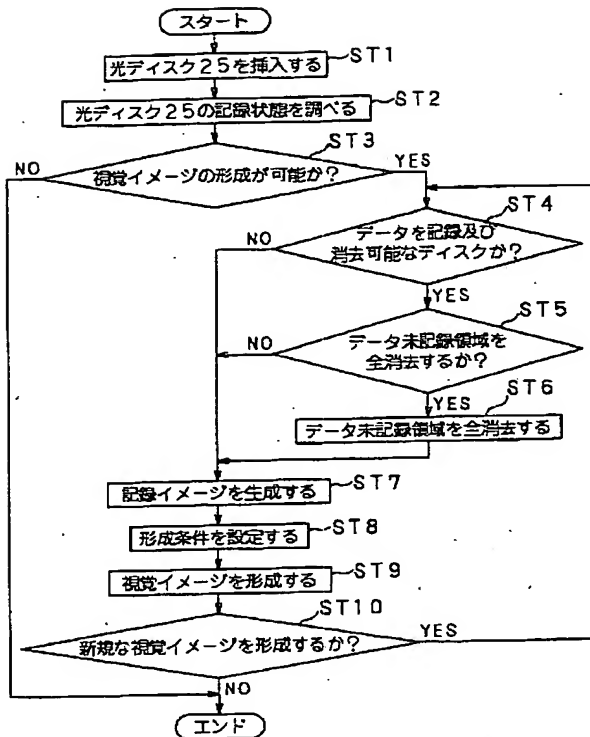 スタート
光ディスク25を挿入する
ST1
光ディスク25の記録状態を調べる
ST2
視覚イメージの形成が可能か?
ST3
NO
YES
データを記録及び
消去可能なディスクか?
ST4
NO
YES
データ未記録領域を
全消去するか?
ST5
NO
YES
データ未記録領域を全消去する
ST6
記録イメージを生成する
ST7
形成条件を設定する
ST8
視覚イメージを形成する
ST9
新規な視覚イメージを形成するか?
ST10
YES
NO
エンド